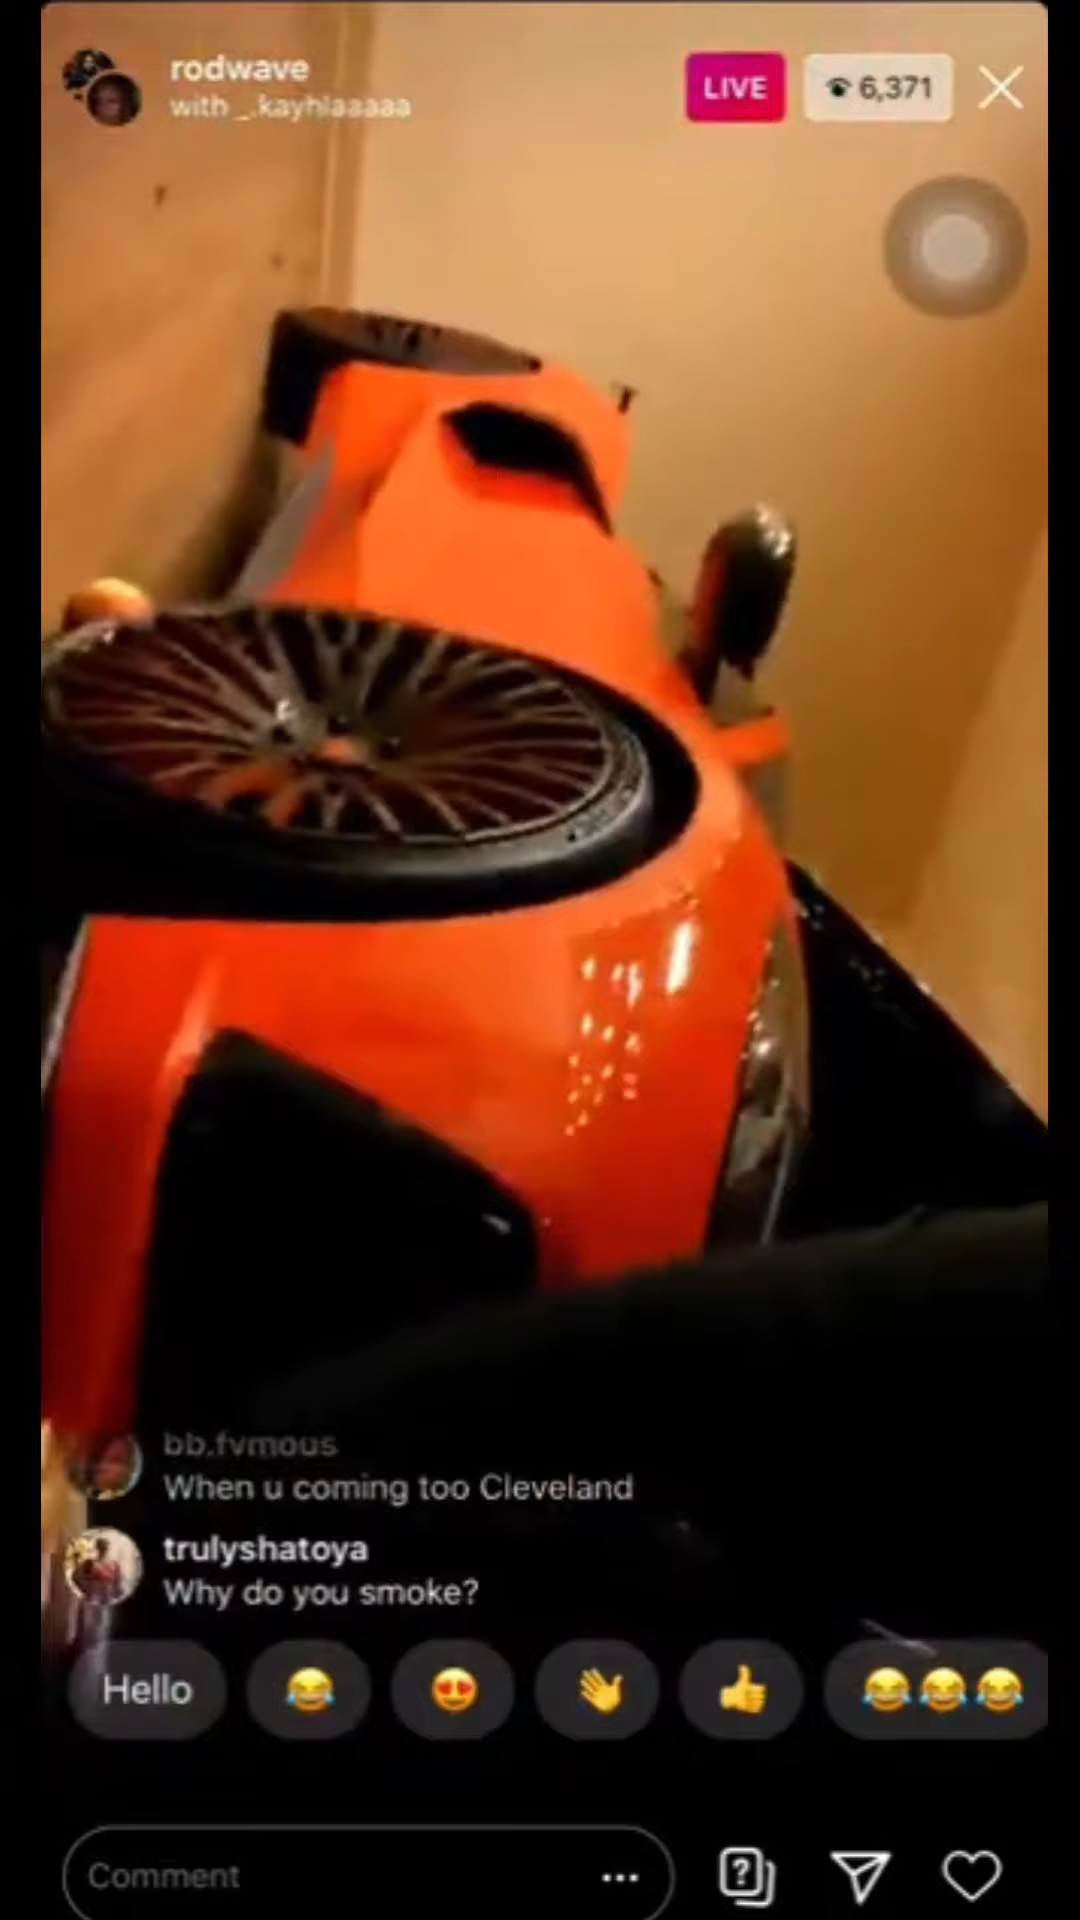 rodwave
with _.kayhlaaaaa
LIVE
6,371
bb.fvmous
When u coming too Cleveland
trulyshatoya
Why do you smoke?
Hello
Comment